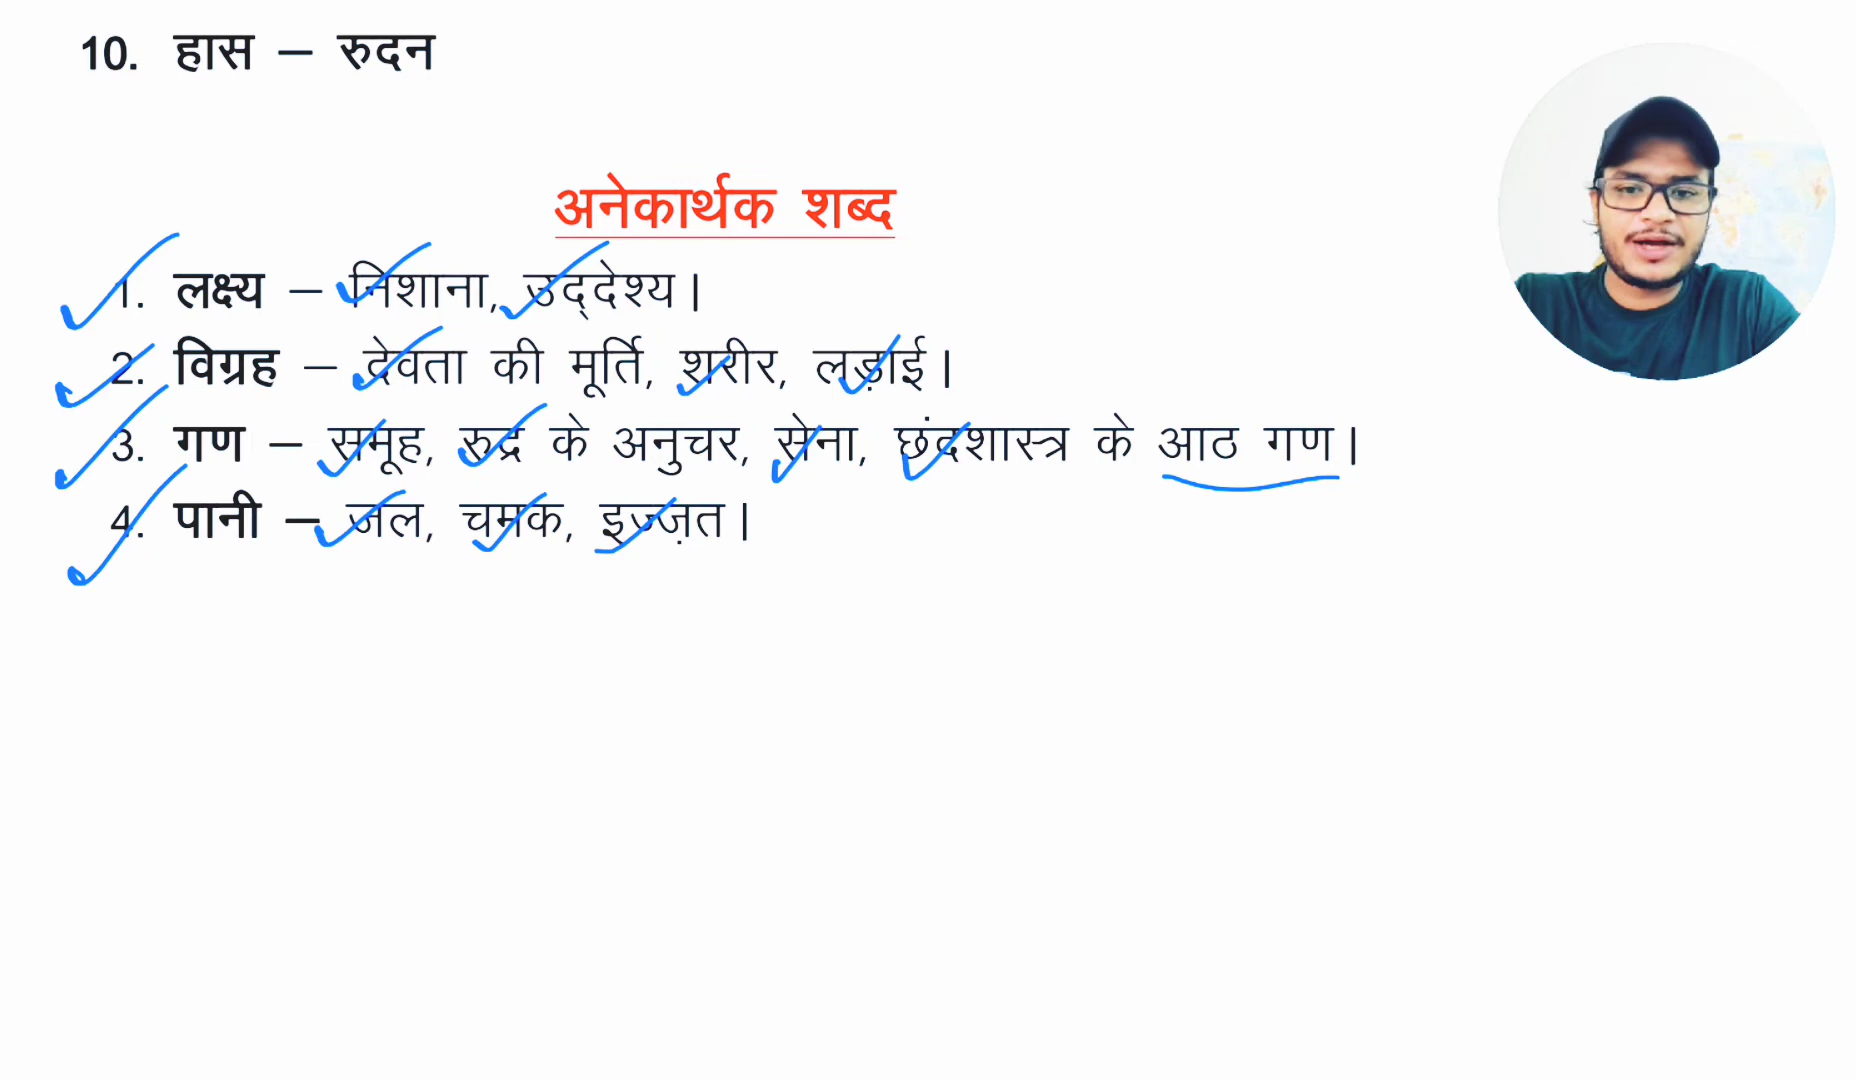 10. हास – रुदन
अनेकार्थक शब्द
1. लक्ष्य – निशाना, उद्‌देश्य।
2. विग्रह – देवता की मूर्ति, शरीर, लड़ाई।
3. गण – समूह, रुद्र के अनुचर, सेना, छंदशास्त्र के आठ गण।
4. पानी – जल, चमक, इज्ज़त।